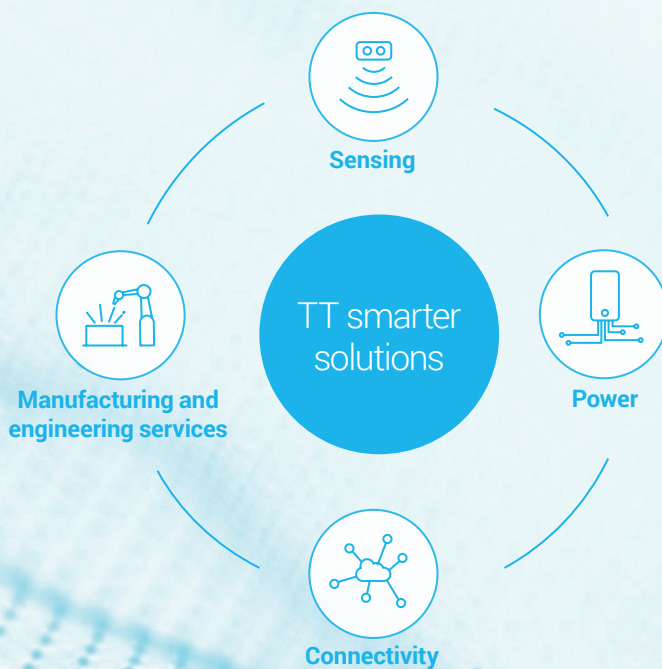 Sensing
TT smarter
solutions
Manufacturing and
engineering services
Power
Connectivity